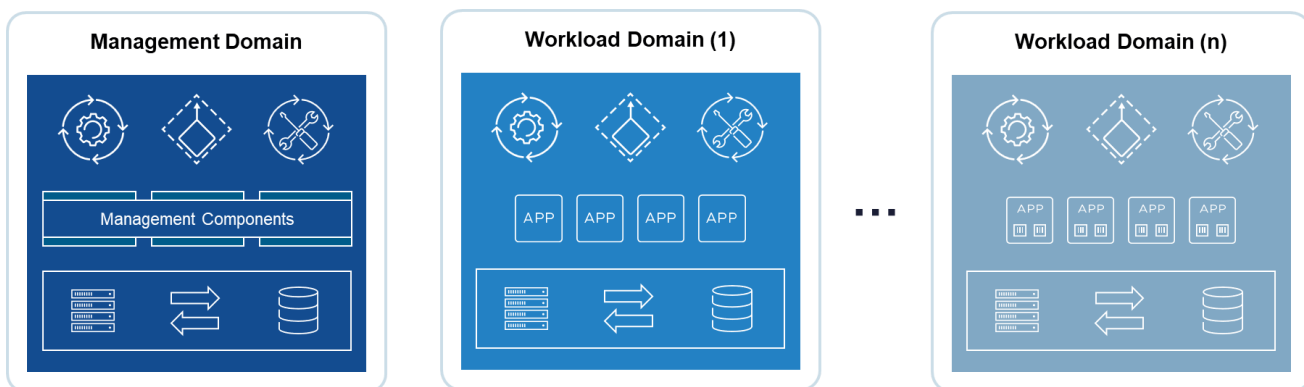 Management Domain
Workload Domain (1)
Workload Domain (n)
Management Components
APP APP APP APP
...
APP APP APP APP